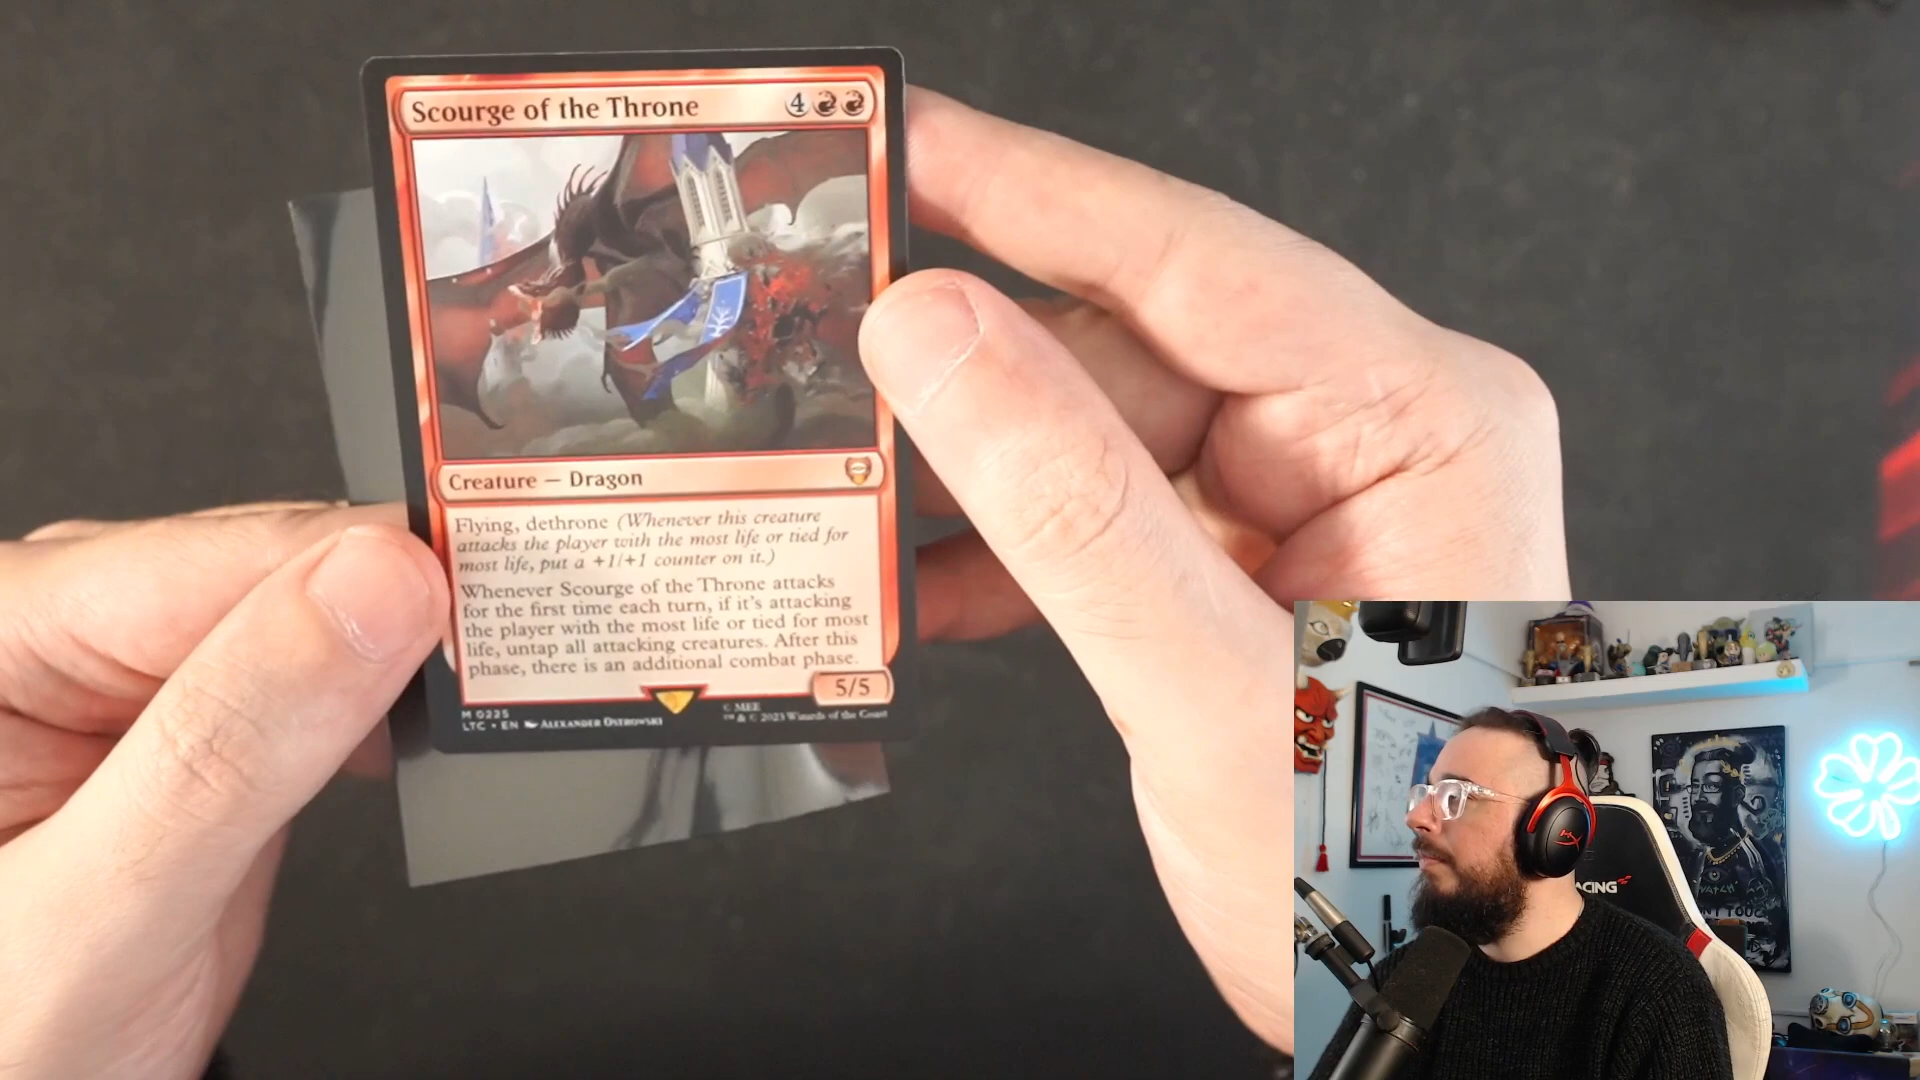 Scourge of the Throne 4
Creature — Dragon
Flying, dethrone (Whenever this creature
attacks the player with the most life or tied for
most life, put a +1/+1 counter on it.)
Whenever Scourge of the Throne attacks
for the first time each turn, if it's attacking
the player with the most life or tied for most
life, untap all attacking creatures. After this
phase, there is an additional combat phase.
5/5
M 0225
LTC • EN Alexander Ostrowski
© MEE
™ & © 2023 Wizards of the Coast
HX
ACING